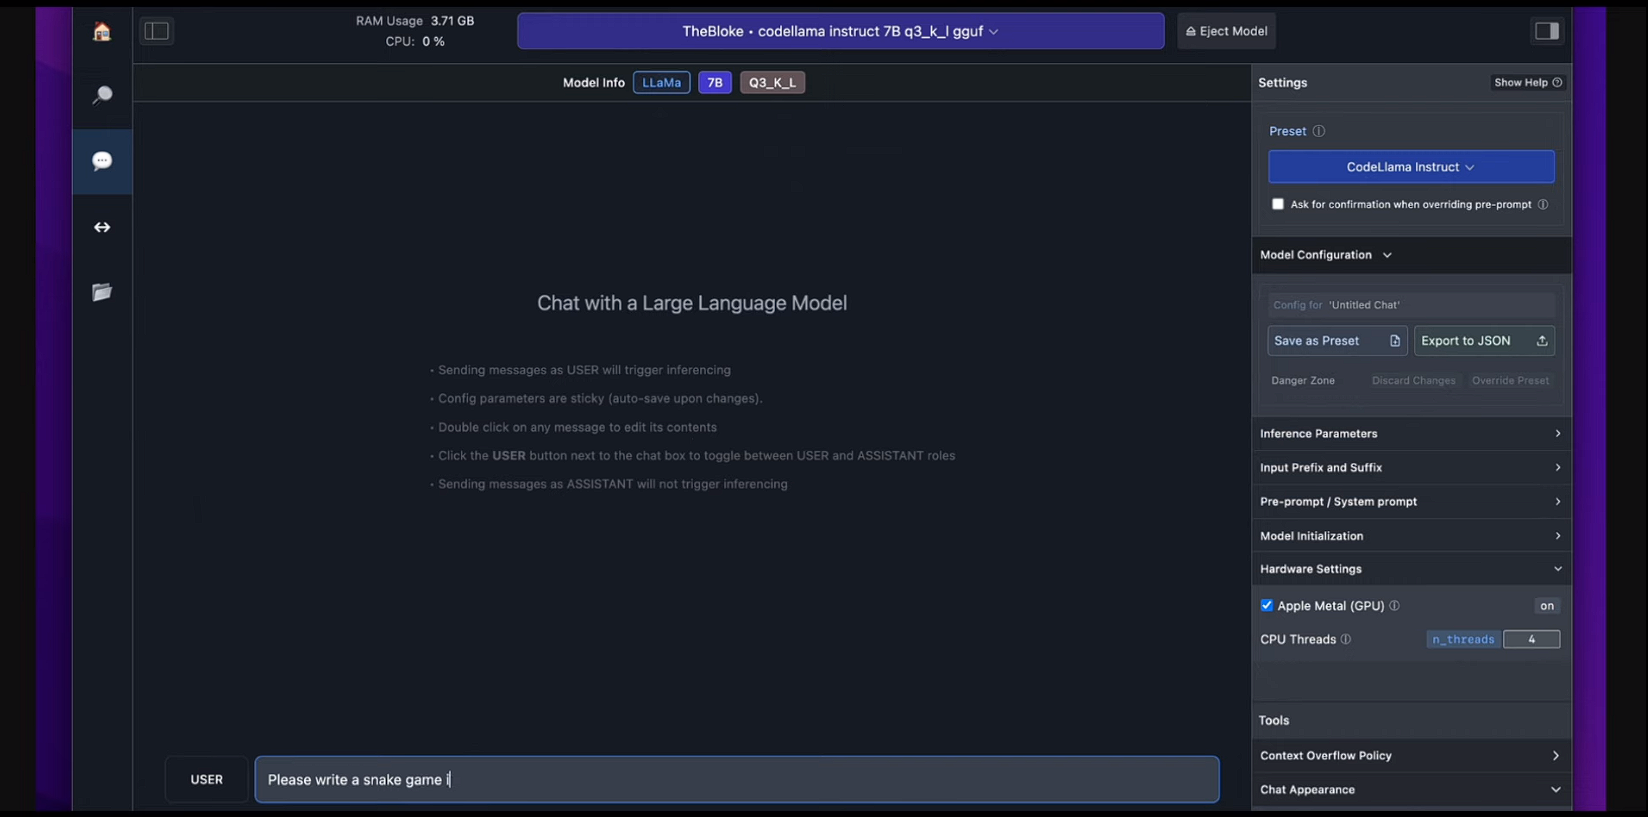 RAM Usage 3.71 GB
CPU: 0 %
TheBloke • codellama instruct 7B q3_k_l gguf
Eject Model
Model Info LLaMa 7B Q3_K_L
Settings
Show Help
Preset
CodeLlama Instruct
Ask for confirmation when overriding pre-prompt
Model Configuration
Config for 'Untitled Chat'
Save as Preset
Export to JSON
Danger Zone
Discard Changes
Override Preset
Chat with a Large Language Model
• Sending messages as USER will trigger inferencing
• Config parameters are sticky (auto-save upon changes).
• Double click on any message to edit its contents
• Click the USER button next to the chat box to toggle between USER and ASSISTANT roles
• Sending messages as ASSISTANT will not trigger inferencing
Inference Parameters
Input Prefix and Suffix
Pre-prompt / System prompt
Model Initialization
Hardware Settings
Apple Metal (GPU) on
CPU Threads n_threads 4
Tools
Context Overflow Policy
Chat Appearance
USER
Please write a snake game i